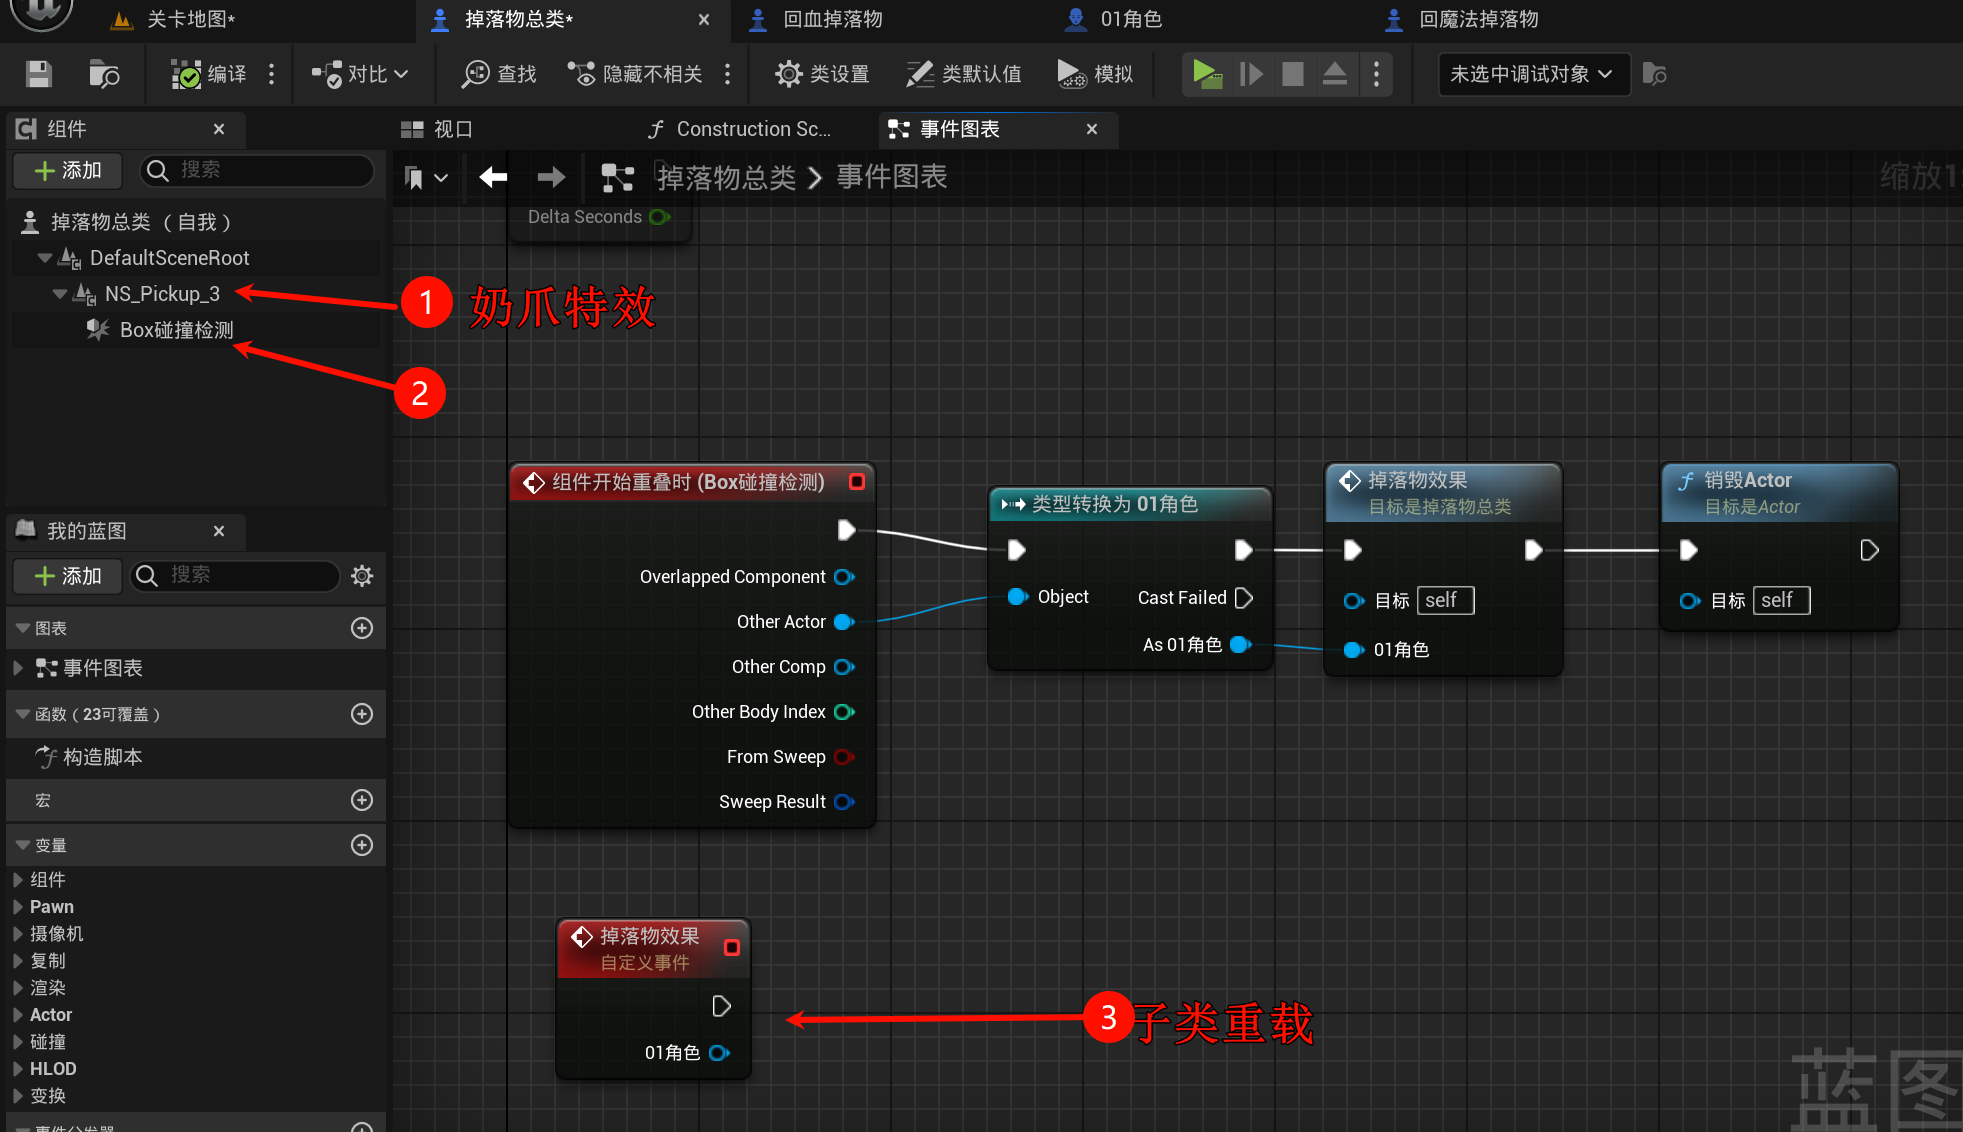 关卡地图*
掉落物总类*
回血掉落物
01角色
回魔法掉落物
编译
对比
查找
隐藏不相关
类设置
类默认值
模拟
未选中调试对象
组件
视口
Construction Sc...
事件图表
添加
搜索
掉落物总类
事件图表
缩放1:
掉落物总类（自我）
DefaultSceneRoot
NS_Pickup_3
Box碰撞检测
Delta Seconds
1 奶爪特效
2
组件开始重叠时 (Box碰撞检测)
Overlapped Component
Other Actor
Other Comp
Other Body Index
From Sweep
Sweep Result
类型转换为 01角色
Object
Cast Failed
As 01角色
掉落物效果
目标是掉落物总类
目标 self
01角色
销毁Actor
目标是Actor
目标 self
我的蓝图
添加
搜索
图表
事件图表
函数（23可覆盖）
构造脚本
宏
变量
组件
Pawn
摄像机
复制
渲染
Actor
碰撞
HLOD
变换
事件分发器
掉落物效果
自定义事件
01角色
3 子类重载
蓝图